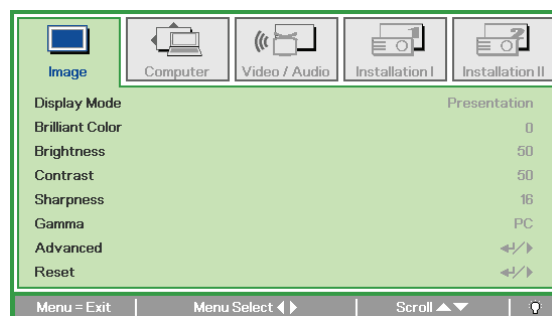 Image Computer Video / Audio Installation I Installation II
Display Mode Presentation
Brilliant Color 0
Brightness 50
Contrast 50
Sharpness 16
Gamma PC
Advanced ↵/▶
Reset ↵/▶
Menu = Exit Menu Select ◀ ▶ Scroll ▲▼